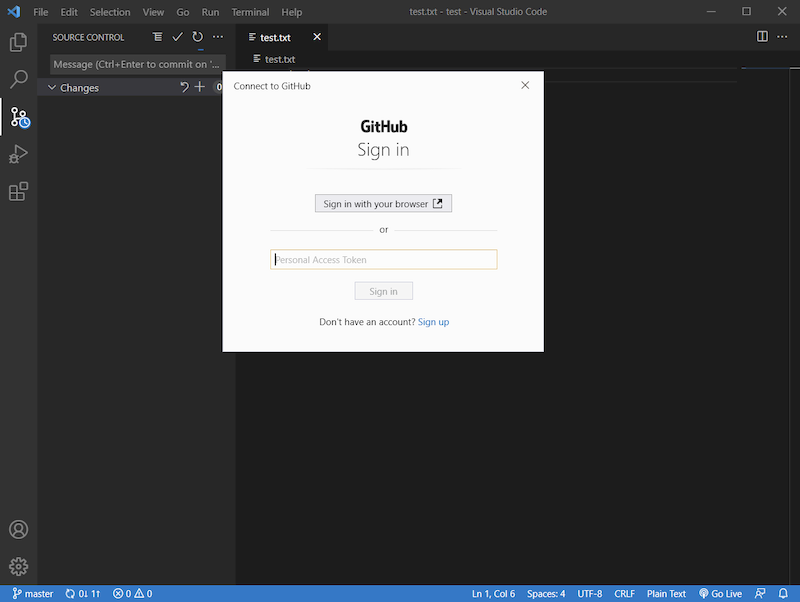 File Edit Selection View Go Run Terminal Help
test.txt - test - Visual Studio Code
SOURCE CONTROL
test.txt
Message (Ctrl+Enter to commit on '...
test.txt
Changes
0
Connect to GitHub
GitHub
Sign in
Sign in with your browser
or
Personal Access Token
Sign in
Don't have an account? Sign up
master 0↓ 1↑ 0 0 Ln 1, Col 6 Spaces: 4 UTF-8 CRLF Plain Text Go Live